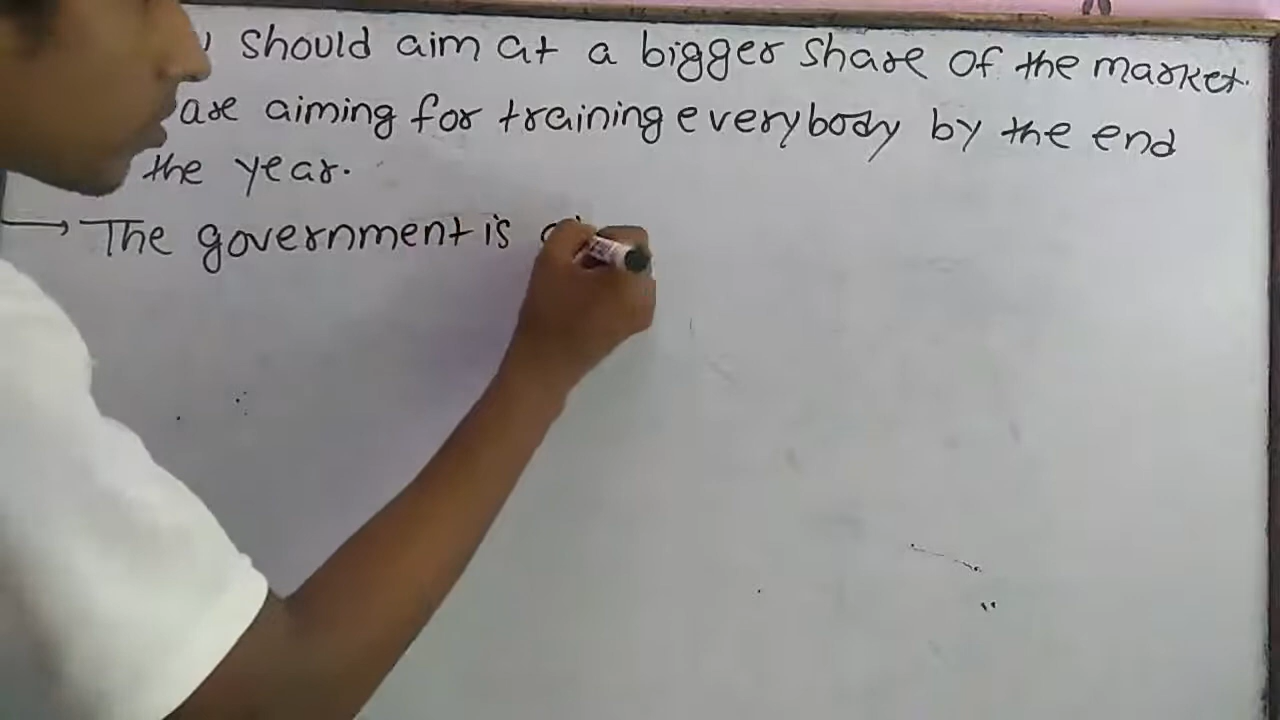 should aim at a bigger share of the market.
are aiming for training everybody by the end
the year.
→ The government is